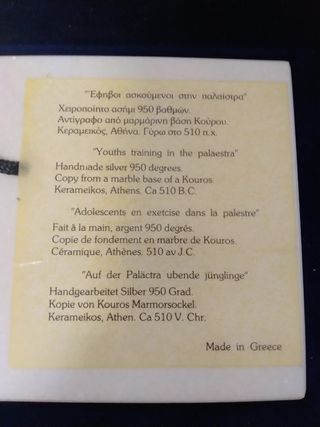 "Έφηβοι ασκούμενοι στην παλαίστρα"
Χειροποίητο ασήμι 950 βαθμών.
Αντίγραφο από μαρμάρινη βάση Κούρου.
Κεραμεικός, Αθήνα. Γύρω στο 510 π.χ.
"Youths training in the palaestra"
Handmade silver 950 degrees.
Copy from a marble base of a Kouros.
Kerameikos, Athens. Ca 510 B.C.
"Adolescents en exetcise dans la palestre"
Fait à la main, argent 950 degrés.
Copie de fondement en marbre de Kouros.
Céramique, Athènes. 510 av J.C.
"Auf der Paläctra ubende jünglinge"
Handgearbeitet Silber 950 Grad.
Kopie von Kouros Marmorsockel.
Kerameikos, Athen. Ca 510 V. Chr.
Made in Greece